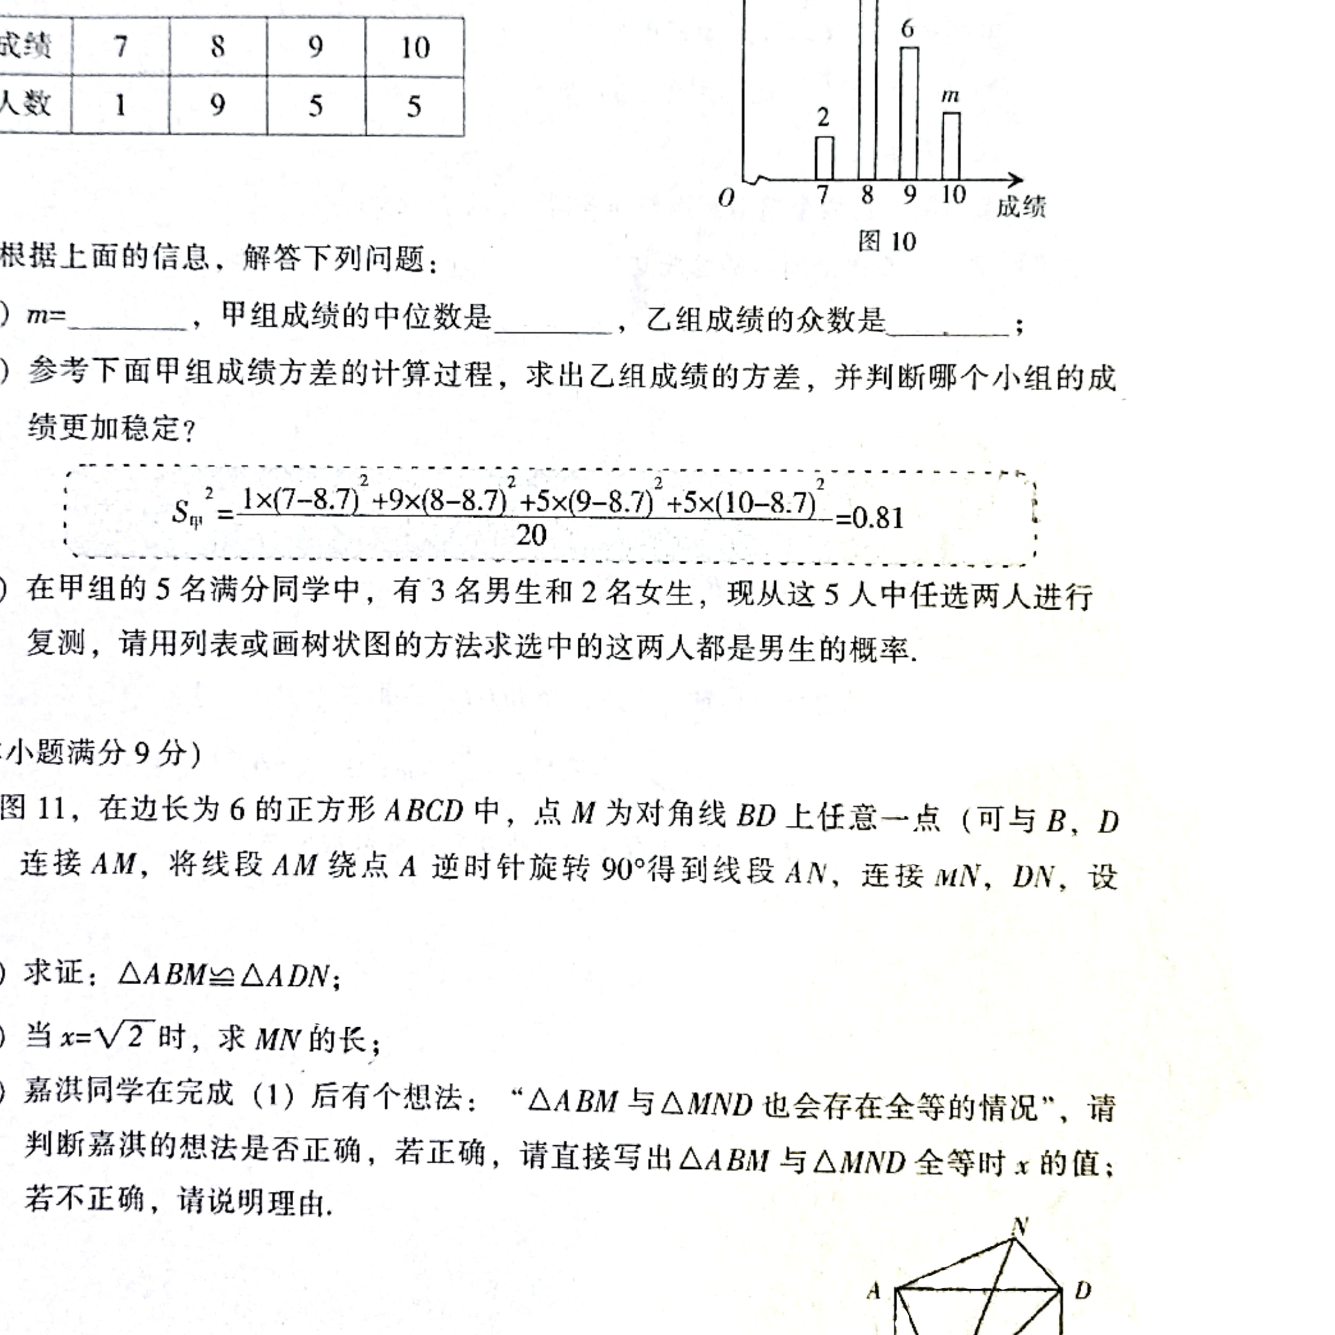 成绩 7 8 9 10
人数 1 9 5 5
6
m
2
O 7 8 9 10 成绩
图 10
根据上面的信息，解答下列问题：
) m=______，甲组成绩的中位数是______，乙组成绩的众数是______；
) 参考下面甲组成绩方差的计算过程，求出乙组成绩的方差，并判断哪个小组的成
绩更加稳定？
S甲²=\frac{1×(7−8.7)²+9×(8−8.7)²+5×(9−8.7)²+5×(10−8.7)²}{20}=0.81
) 在甲组的 5 名满分同学中，有 3 名男生和 2 名女生，现从这 5 人中任选两人进行
复测，请用列表或画树状图的方法求选中的这两人都是男生的概率.
小题满分 9 分）
图 11，在边长为 6 的正方形 ABCD 中，点 M 为对角线 BD 上任意一点（可与 B，D
连接 AM，将线段 AM 绕点 A 逆时针旋转 90°得到线段 AN，连接 MN，DN，设
) 求证：△ABM≌△ADN；
) 当 x=√2 时，求 MN 的长；
) 嘉淇同学在完成（1）后有个想法：“△ABM 与△MND 也会存在全等的情况”，请
判断嘉淇的想法是否正确，若正确，请直接写出△ABM 与△MND 全等时 x 的值；
若不正确，请说明理由.
N
A D